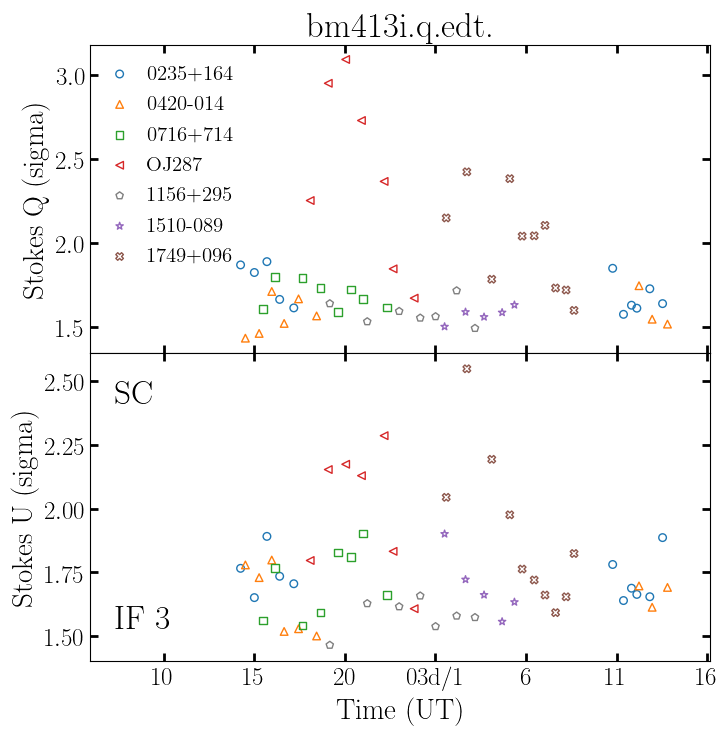 bm413i.q.edt.
Stokes Q (sigma)
3.0
2.5
2.0
1.5
0235+164
0420-014
0716+714
OJ287
1156+295
1510-089
1749+096
Stokes U (sigma)
2.50
2.25
2.00
1.75
1.50
SC
IF 3
10 15 20 03d/1 6 11 16
Time (UT)